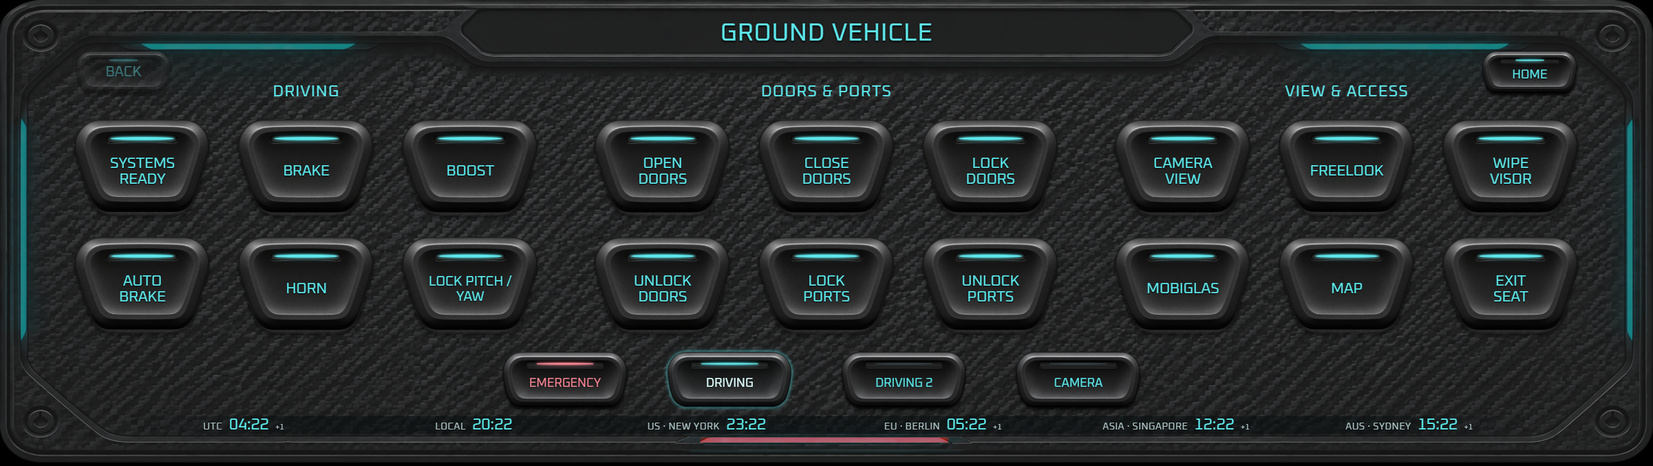 GROUND VEHICLE
BACK
HOME
DRIVING
DOORS & PORTS
VIEW & ACCESS
SYSTEMS
READY
BRAKE
BOOST
OPEN
DOORS
CLOSE
DOORS
LOCK
DOORS
CAMERA
VIEW
FREELOOK
WIPE
VISOR
AUTO
BRAKE
HORN
LOCK PITCH /
YAW
UNLOCK
DOORS
LOCK
PORTS
UNLOCK
PORTS
MOBIGLAS
MAP
EXIT
SEAT
EMERGENCY
DRIVING
DRIVING 2
CAMERA
UTC 04:22 +1
LOCAL 20:22
US · NEW YORK 23:22
EU · BERLIN 05:22 +1
ASIA · SINGAPORE 12:22 +1
AUS · SYDNEY 15:22 +1